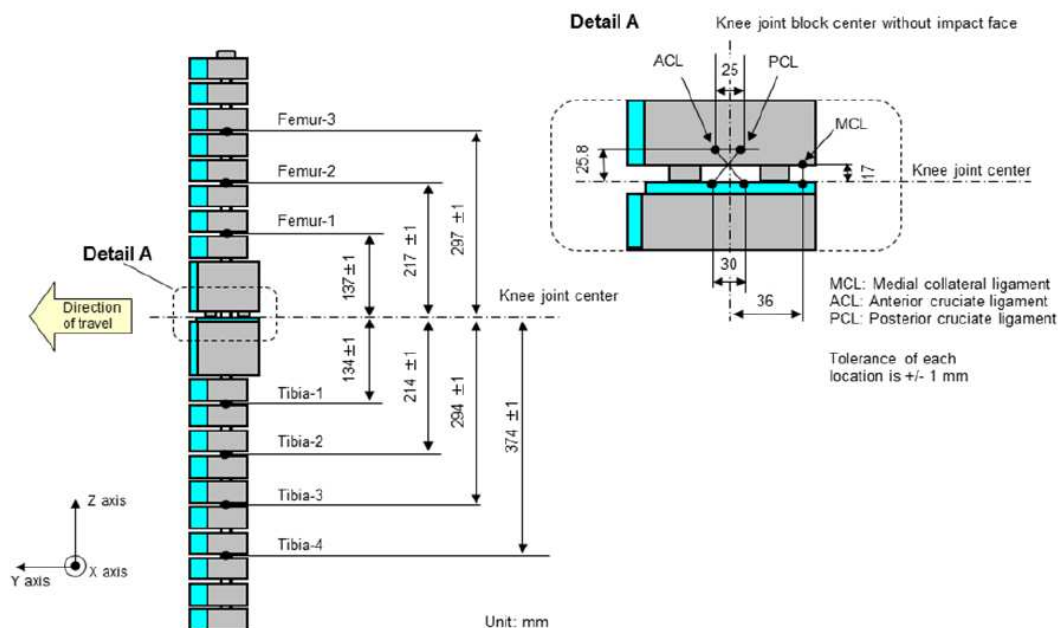 Detail A
Knee joint block center without impact face
ACL
25
PCL
MCL
25.8
17
Knee joint center
30
36
MCL: Medial collateral ligament
ACL: Anterior cruciate ligament
PCL: Posterior cruciate ligament
Tolerance of each
location is +/- 1 mm
Femur-3
Femur-2
Femur-1
Detail A
137±1
217 ±1
297 ±1
Knee joint center
Direction
of travel
134±1
214 ±1
294 ±1
374 ±1
Tibia-1
Tibia-2
Tibia-3
Tibia-4
Z axis
X axis
Y axis
Unit: mm